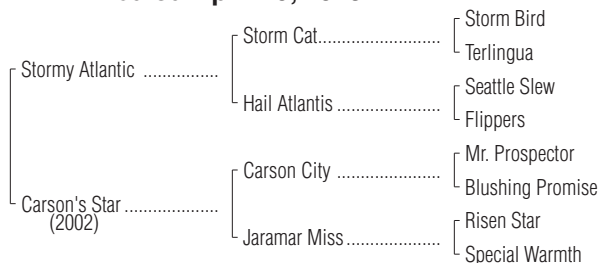 Storm Bird
Storm Cat........................
Terlingua
Stormy Atlantic ...............
Seattle Slew
Hail Atlantis .....................
Flippers
Mr. Prospector
Carson City .....................
Blushing Promise
Carson's Star ...................
(2002)
Risen Star
Jaramar Miss...................
Special Warmth